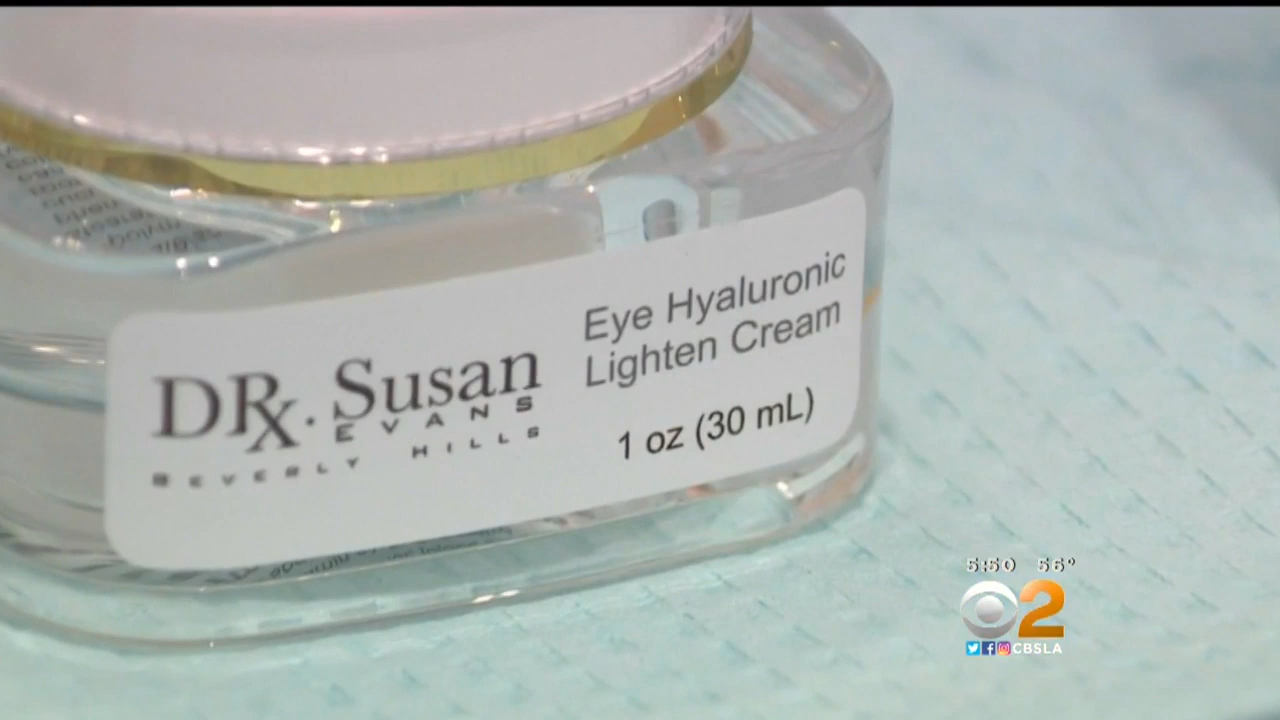 DRx. Susan
EVANS
BEVERLY HILLS
Eye Hyaluronic
Lighten Cream
1 oz (30 mL)
5:50 56°
2
CBSLA